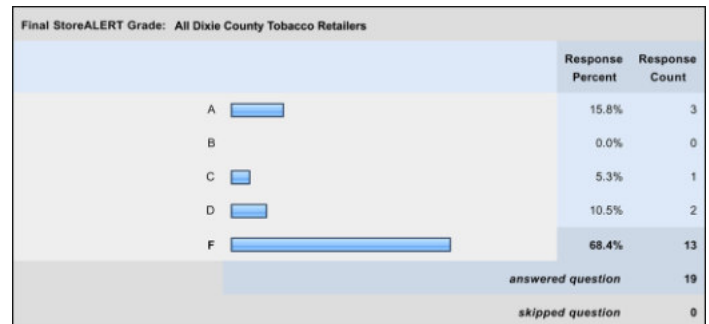 Final StoreALERT Grade: All Dixie County Tobacco Retailers
Response Percent Response Count
A 15.8% 3
B 0.0% 0
C 5.3% 1
D 10.5% 2
F 68.4% 13
answered question 19
skipped question 0